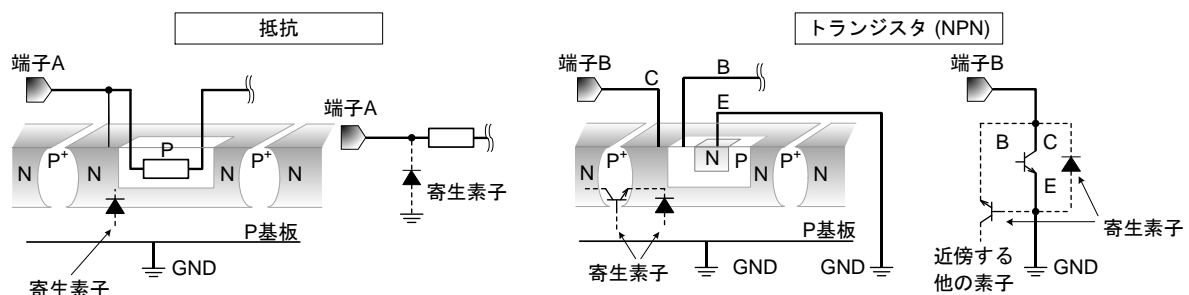 抵抗
トランジスタ (NPN)
端子A
端子A
端子B
C
B
E
端子B
N
P+
N
P
N
P+
N
寄生素子
P基板
GND
寄生素子
N
P+
N
N
P
P+
N
P基板
寄生素子
GND
GND
B
C
E
寄生素子
近傍する
他の素子
GND